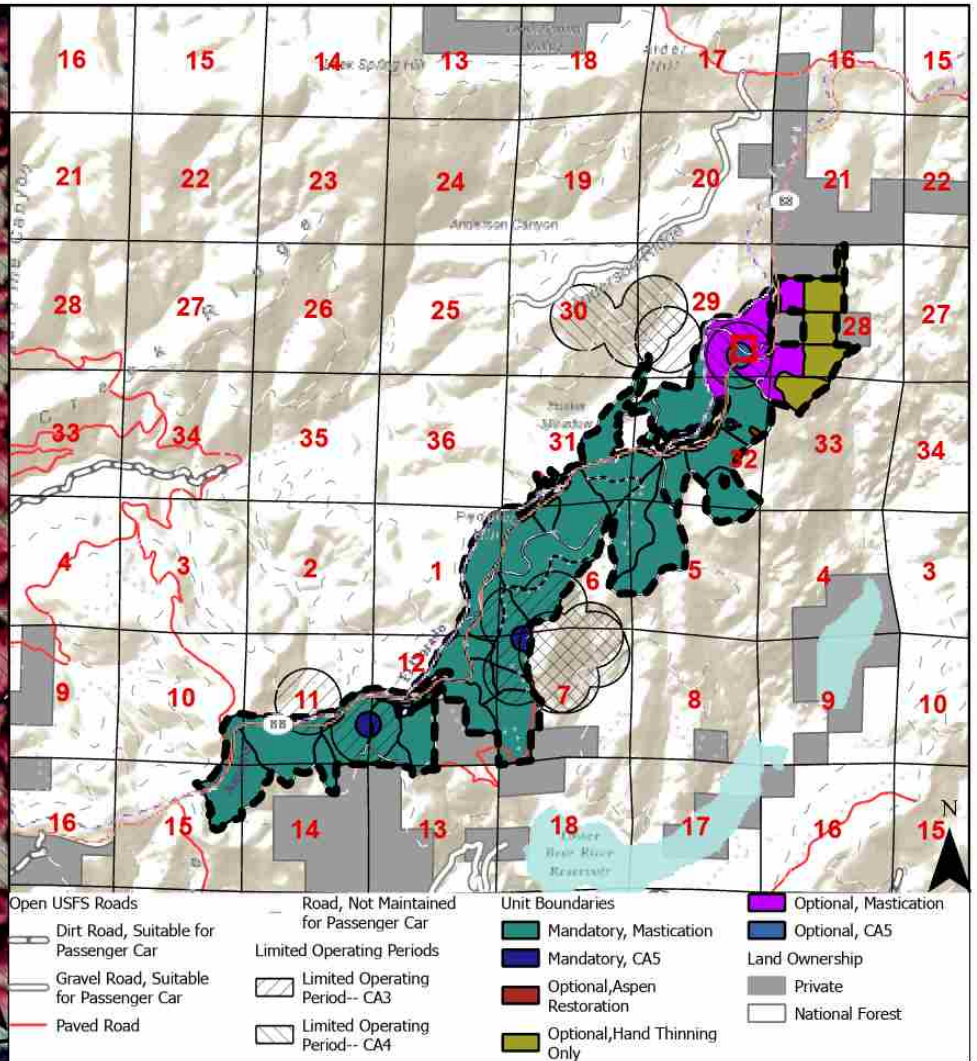 16 15 14 13 18 17 16 15
21 22 23 24 19 20 21 22
88
Anderson Canyon
28 27 26 25 30 29 28 27
33 34 35 36 31 32 33 34
4 3 2 1 6 5 4 3
9 10 11 12 7 8 9 10
88
16 15 14 13 18 17 16 15
Lower
Bear River
Reservoir
N
Open USFS Roads
Dirt Road, Suitable for
Passenger Car
Gravel Road, Suitable
for Passenger Car
Paved Road
Road, Not Maintained
for Passenger Car
Limited Operating Periods
Limited Operating
Period-- CA3
Limited Operating
Period-- CA4
Unit Boundaries
Mandatory, Mastication
Mandatory, CA5
Optional,Aspen
Restoration
Optional,Hand Thinning
Only
Optional, Mastication
Optional, CA5
Land Ownership
Private
National Forest